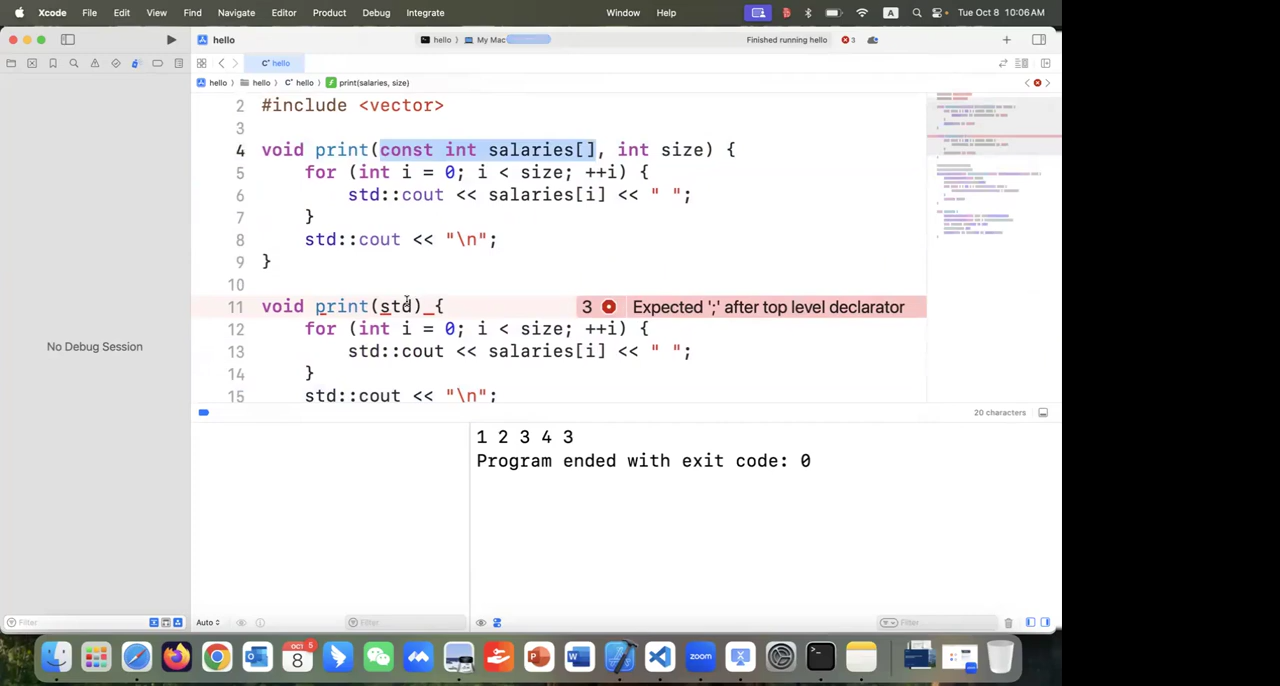 Xcode File Edit View Find Navigate Editor Product Debug Integrate Window Help A Tue Oct 8 10:06 AM
hello hello 〉 My Mac Finished running hello 3
C⁺ hello
hello 〉 hello 〉 C⁺ hello 〉 f print(salaries, size)
2 #include <vector>
3
4 void print(const int salaries[], int size) {
5 for (int i = 0; i < size; ++i) {
6 std::cout << salaries[i] << " ";
7 }
8 std::cout << "\n";
9 }
10
11 void print(std) { 3 Expected ';' after top level declarator
12 for (int i = 0; i < size; ++i) {
13 std::cout << salaries[i] << " ";
14 }
15 std::cout << "\n";
No Debug Session
20 characters
1 2 3 4 3
Program ended with exit code: 0
Filter Auto Filter Filter
OCT 5
8
zoom